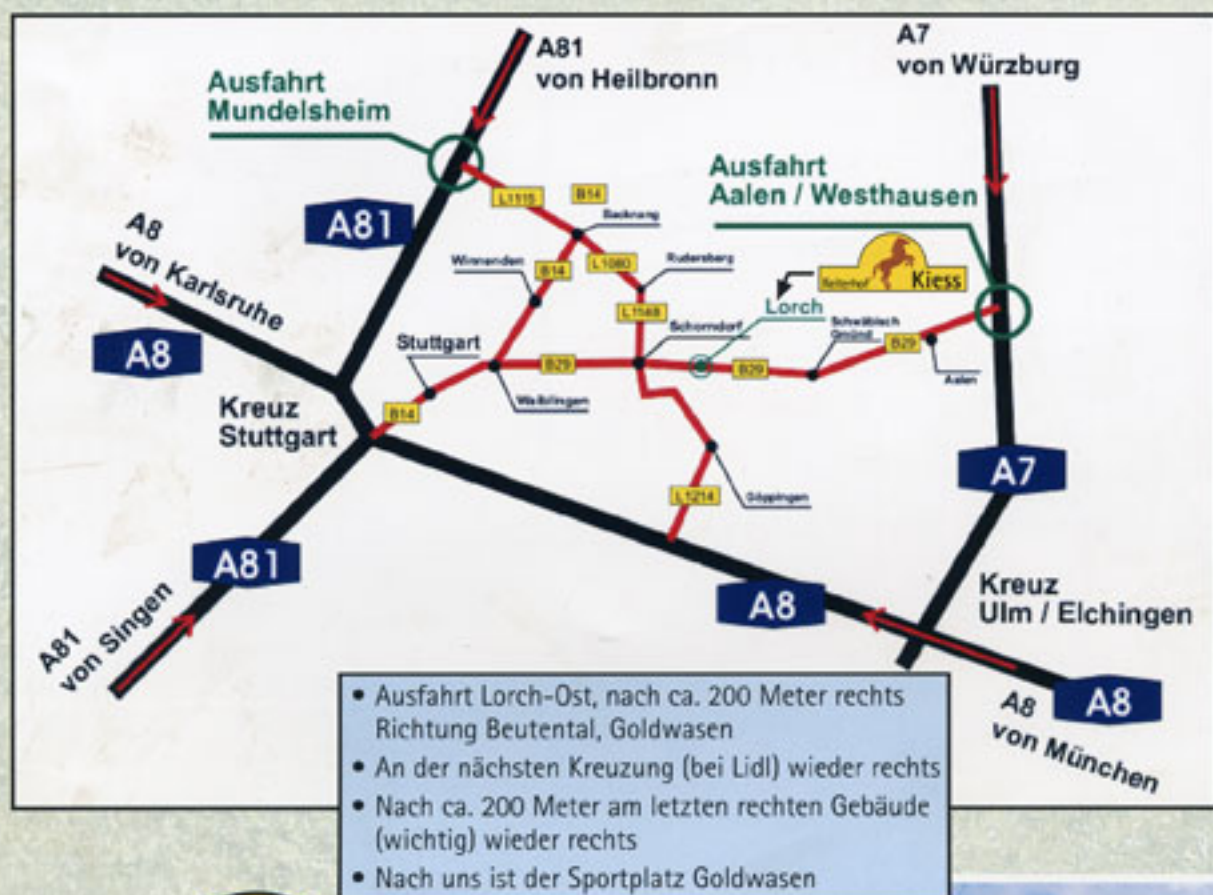 A81
von Heilbronn
A7
von Würzburg
Ausfahrt
Mundelsheim
Ausfahrt
Aalen / Westhausen
L1115
B14
A81
A8
von Karlsruhe
Backnang
Winnenden
B14
L1080
Rudersberg
Reiterhof Kiess
Lorch
L1148
Schorndorf
Schwäbisch
Gmünd
A8
Stuttgart
B29
B29
B29
Aalen
Waiblingen
Kreuz
Stuttgart
B14
A7
L1214
Göppingen
A81
A81
von Singen
A8
Kreuz
Ulm / Elchingen
A8
A8
von München
• Ausfahrt Lorch-Ost, nach ca. 200 Meter rechts
Richtung Beutental, Goldwasen
• An der nächsten Kreuzung (bei Lidl) wieder rechts
• Nach ca. 200 Meter am letzten rechten Gebäude
(wichtig) wieder rechts
• Nach uns ist der Sportplatz Goldwasen